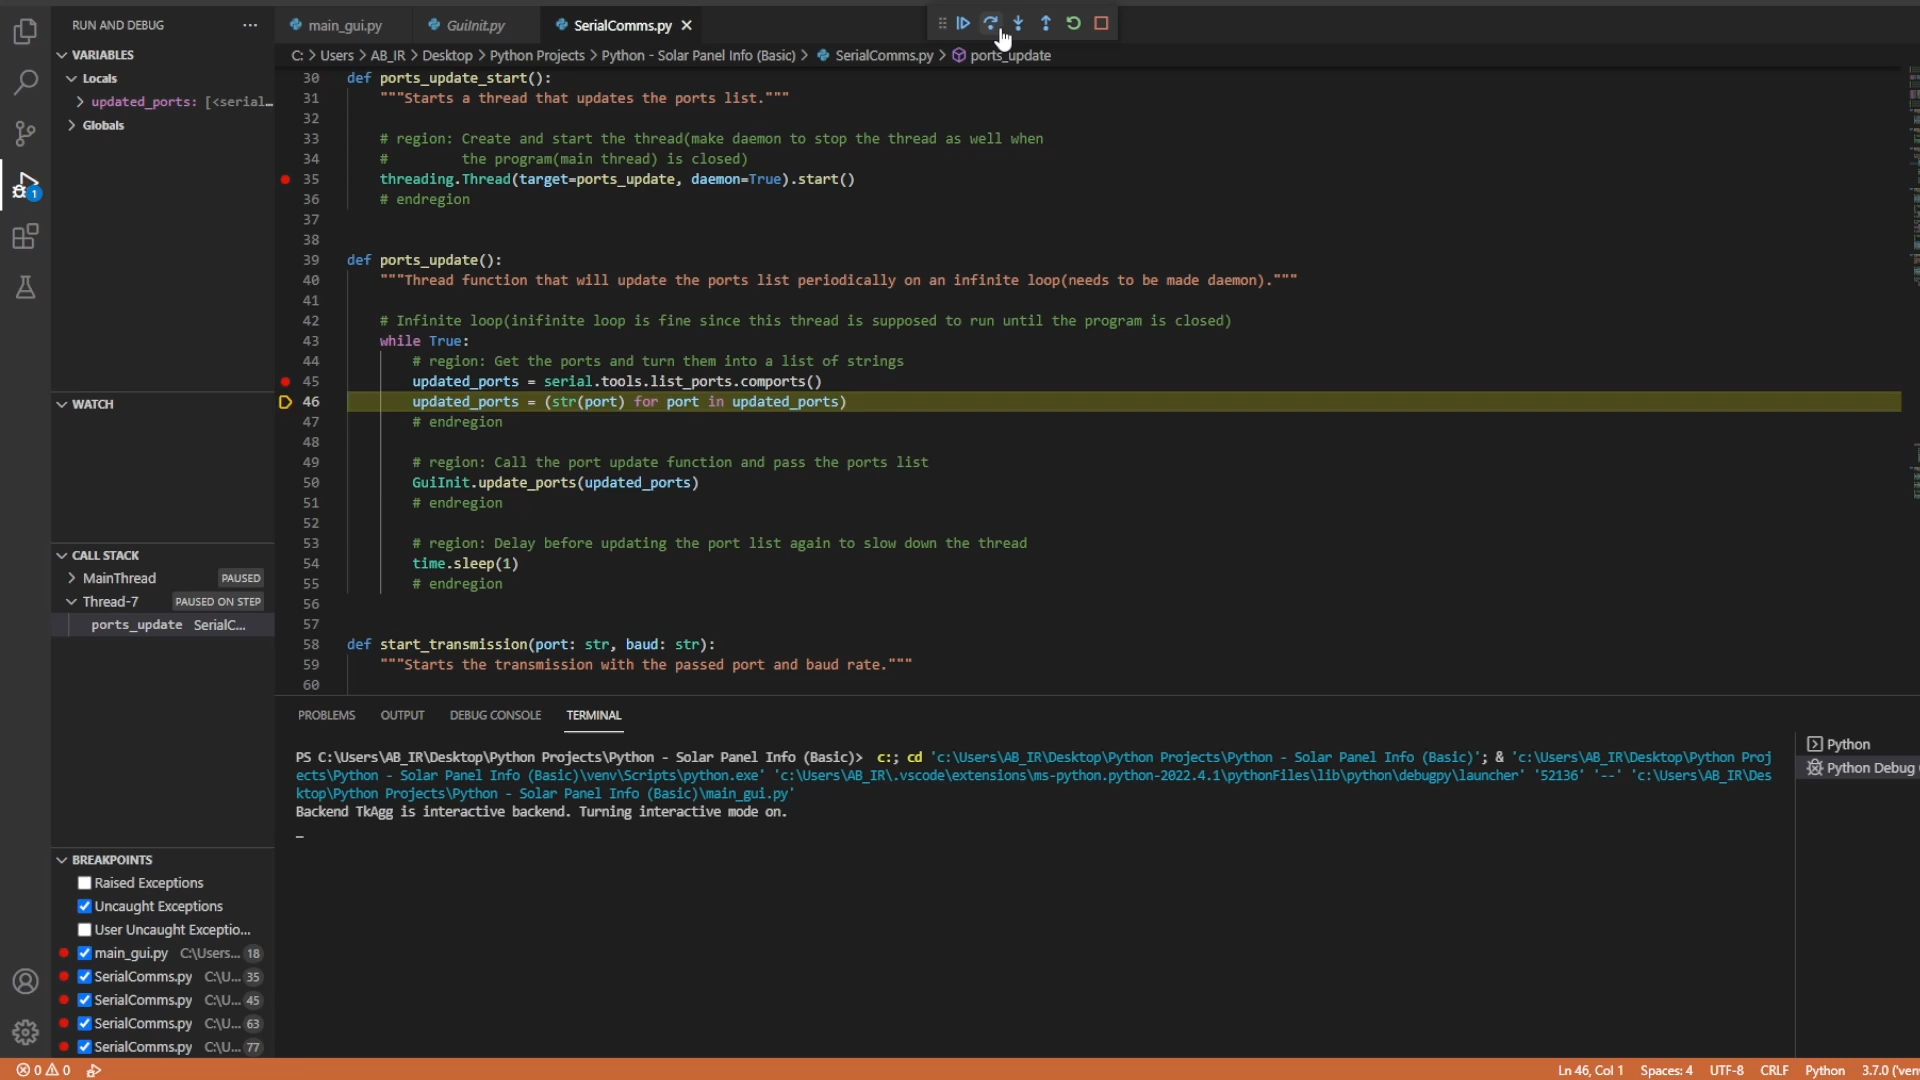 RUN AND DEBUG
VARIABLES
Locals
updated_ports: [<serial…
Globals
WATCH
CALL STACK
MainThread PAUSED
Thread-7 PAUSED ON STEP
ports_update SerialC...
BREAKPOINTS
Raised Exceptions
Uncaught Exceptions
User Uncaught Exceptio...
main_gui.py C:\Users... 18
SerialComms.py C:\U... 35
SerialComms.py C:\U... 45
SerialComms.py C:\U... 63
SerialComms.py C:\U... 77
1
main_gui.py GuiInit.py SerialComms.py
C: > Users > AB_IR > Desktop > Python Projects > Python - Solar Panel Info (Basic) > SerialComms.py > ports_update
30 def ports_update_start():
31 """Starts a thread that updates the ports list."""
32
33 # region: Create and start the thread(make daemon to stop the thread as well when
34 # the program(main thread) is closed)
35 threading.Thread(target=ports_update, daemon=True).start()
36 # endregion
37
38
39 def ports_update():
40 """Thread function that will update the ports list periodically on an infinite loop(needs to be made daemon)."""
41
42 # Infinite loop(inifinite loop is fine since this thread is supposed to run until the program is closed)
43 while True:
44 # region: Get the ports and turn them into a list of strings
45 updated_ports = serial.tools.list_ports.comports()
46 updated_ports = (str(port) for port in updated_ports)
47 # endregion
48
49 # region: Call the port update function and pass the ports list
50 GuiInit.update_ports(updated_ports)
51 # endregion
52
53 # region: Delay before updating the port list again to slow down the thread
54 time.sleep(1)
55 # endregion
56
57
58 def start_transmission(port: str, baud: str):
59 """Starts the transmission with the passed port and baud rate."""
60
PROBLEMS OUTPUT DEBUG CONSOLE TERMINAL
PS C:\Users\AB_IR\Desktop\Python Projects\Python - Solar Panel Info (Basic)> c:; cd 'c:\Users\AB_IR\Desktop\Python Projects\Python - Solar Panel Info (Basic)'; & 'c:\Users\AB_IR\Desktop\Python Proj
ects\Python - Solar Panel Info (Basic)\venv\Scripts\python.exe' 'c:\Users\AB_IR\.vscode\extensions\ms-python.python-2022.4.1\pythonFiles\lib\python\debugpy\launcher' '52136' '--' 'c:\Users\AB_IR\Des
ktop\Python Projects\Python - Solar Panel Info (Basic)\main_gui.py'
Backend TkAgg is interactive backend. Turning interactive mode on.
Python
Python Debug
0 0
Ln 46, Col 1 Spaces: 4 UTF-8 CRLF Python 3.7.0 ('ven